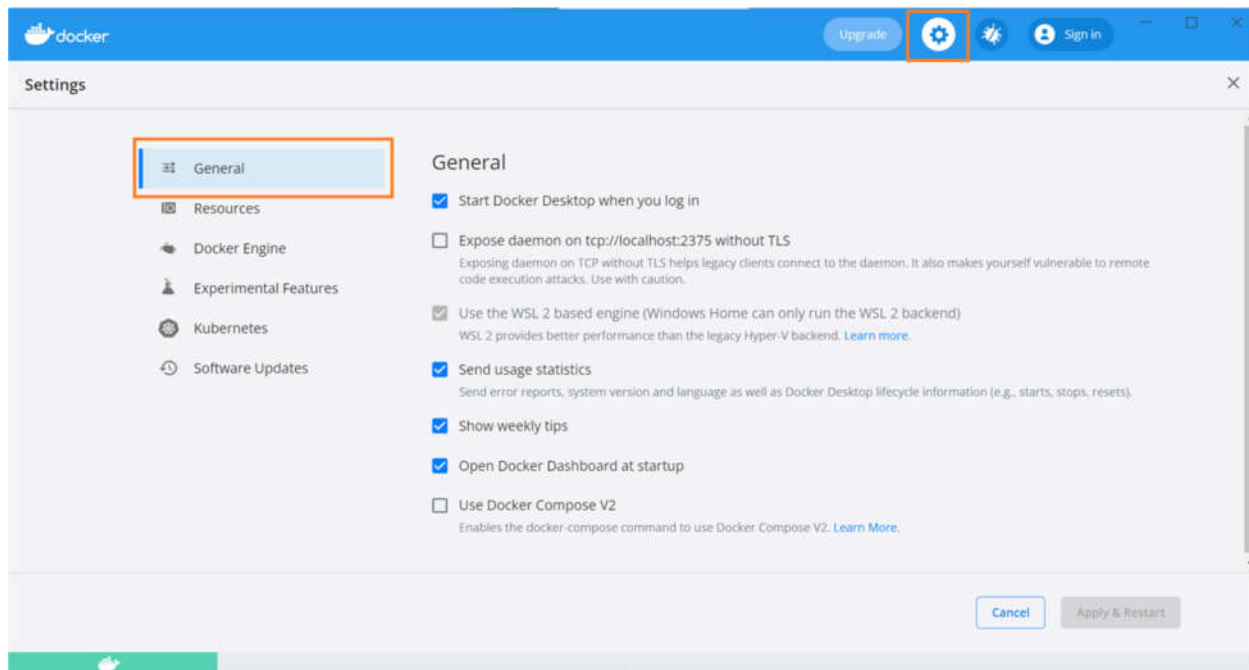 docker
Upgrade
Sign in
Settings
General
Resources
Docker Engine
Experimental Features
Kubernetes
Software Updates
General
Start Docker Desktop when you log in
Expose daemon on tcp://localhost:2375 without TLS
Exposing daemon on TCP without TLS helps legacy clients connect to the daemon. It also makes yourself vulnerable to remote
code execution attacks. Use with caution.
Use the WSL 2 based engine (Windows Home can only run the WSL 2 backend)
WSL 2 provides better performance than the legacy Hyper-V backend. Learn more.
Send usage statistics
Send error reports, system version and language as well as Docker Desktop lifecycle information (e.g., starts, stops, resets).
Show weekly tips
Open Docker Dashboard at startup
Use Docker Compose V2
Enables the docker-compose command to use Docker Compose V2. Learn More.
Cancel
Apply & Restart